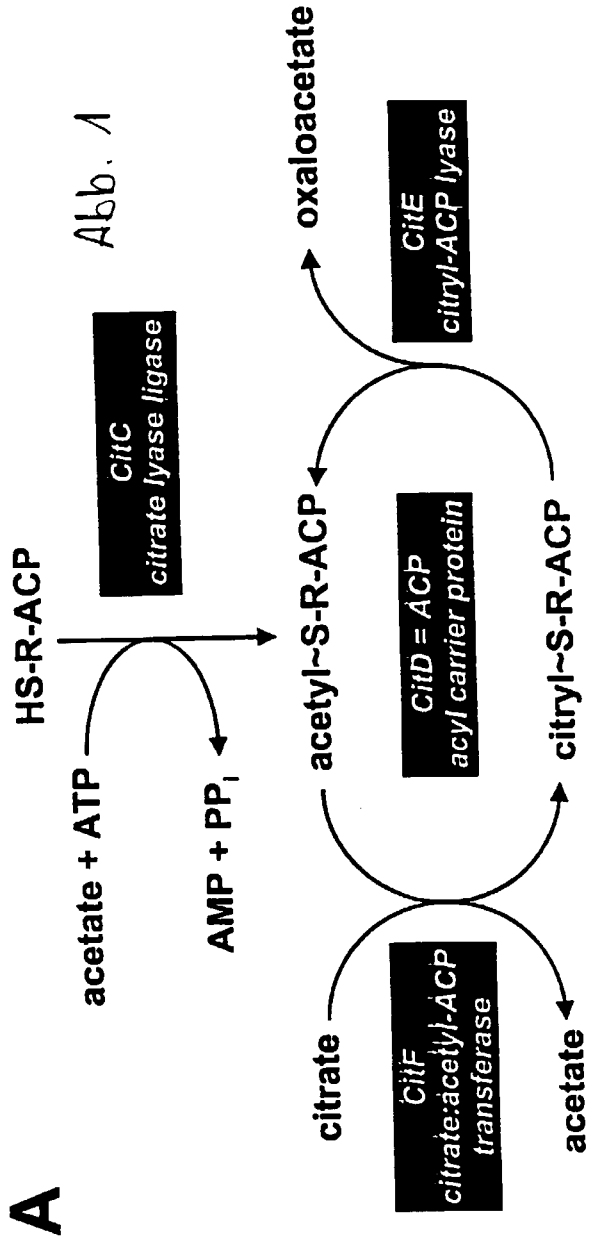 A
Abb. 1
HS-R-ACP
acetate + ATP
CitC
citrate lyase ligase
AMP + PPi
acetyl~S-R-ACP
oxaloacetate
citrate
CitF
citrate:acetyl-ACP
transferase
CitD = ACP
acyl carrier protein
CitE
citryl-ACP lyase
acetate
citryl~S-R-ACP